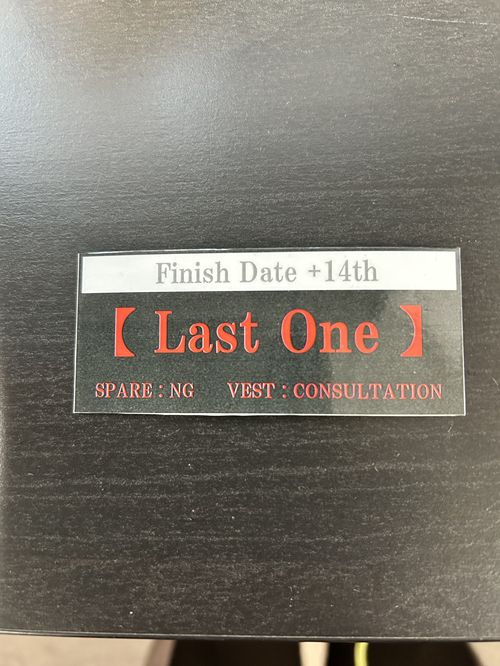 Finish Date +14th
【 Last One 】
SPARE : NG VEST : CONSULTATION